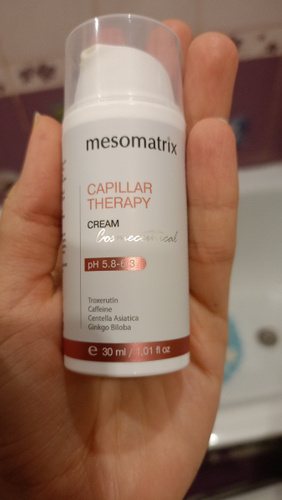 mesomatrix
CAPILLAR
THERAPY
CREAM
Cosmeceutical
pH 5.8-6.3
Troxerutin
Caffeine
Centella Asiatica
Ginkgo Biloba
e 30 ml / 1.01 fl oz